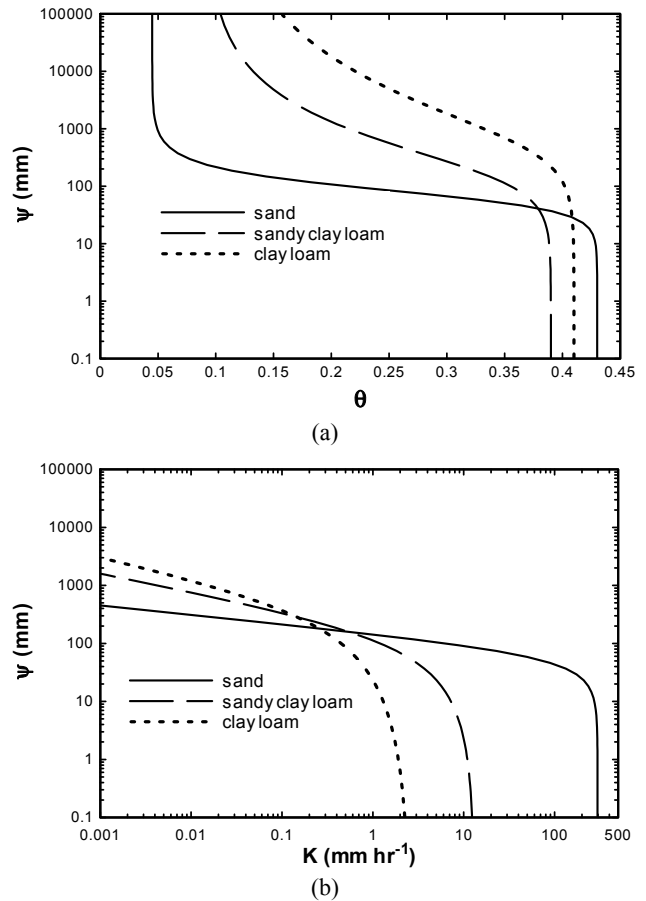 100000
10000
1000
100
10
1
0.1
ψ (mm)
sand
sandy clay loam
clay loam
0 0.05 0.1 0.15 0.2 0.25 0.3 0.35 0.4 0.45
θ
(a)
100000
10000
1000
100
10
1
0.1
ψ (mm)
sand
sandy clay loam
clay loam
0.001 0.01 0.1 1 10 100 500
K (mm hr⁻¹)
(b)